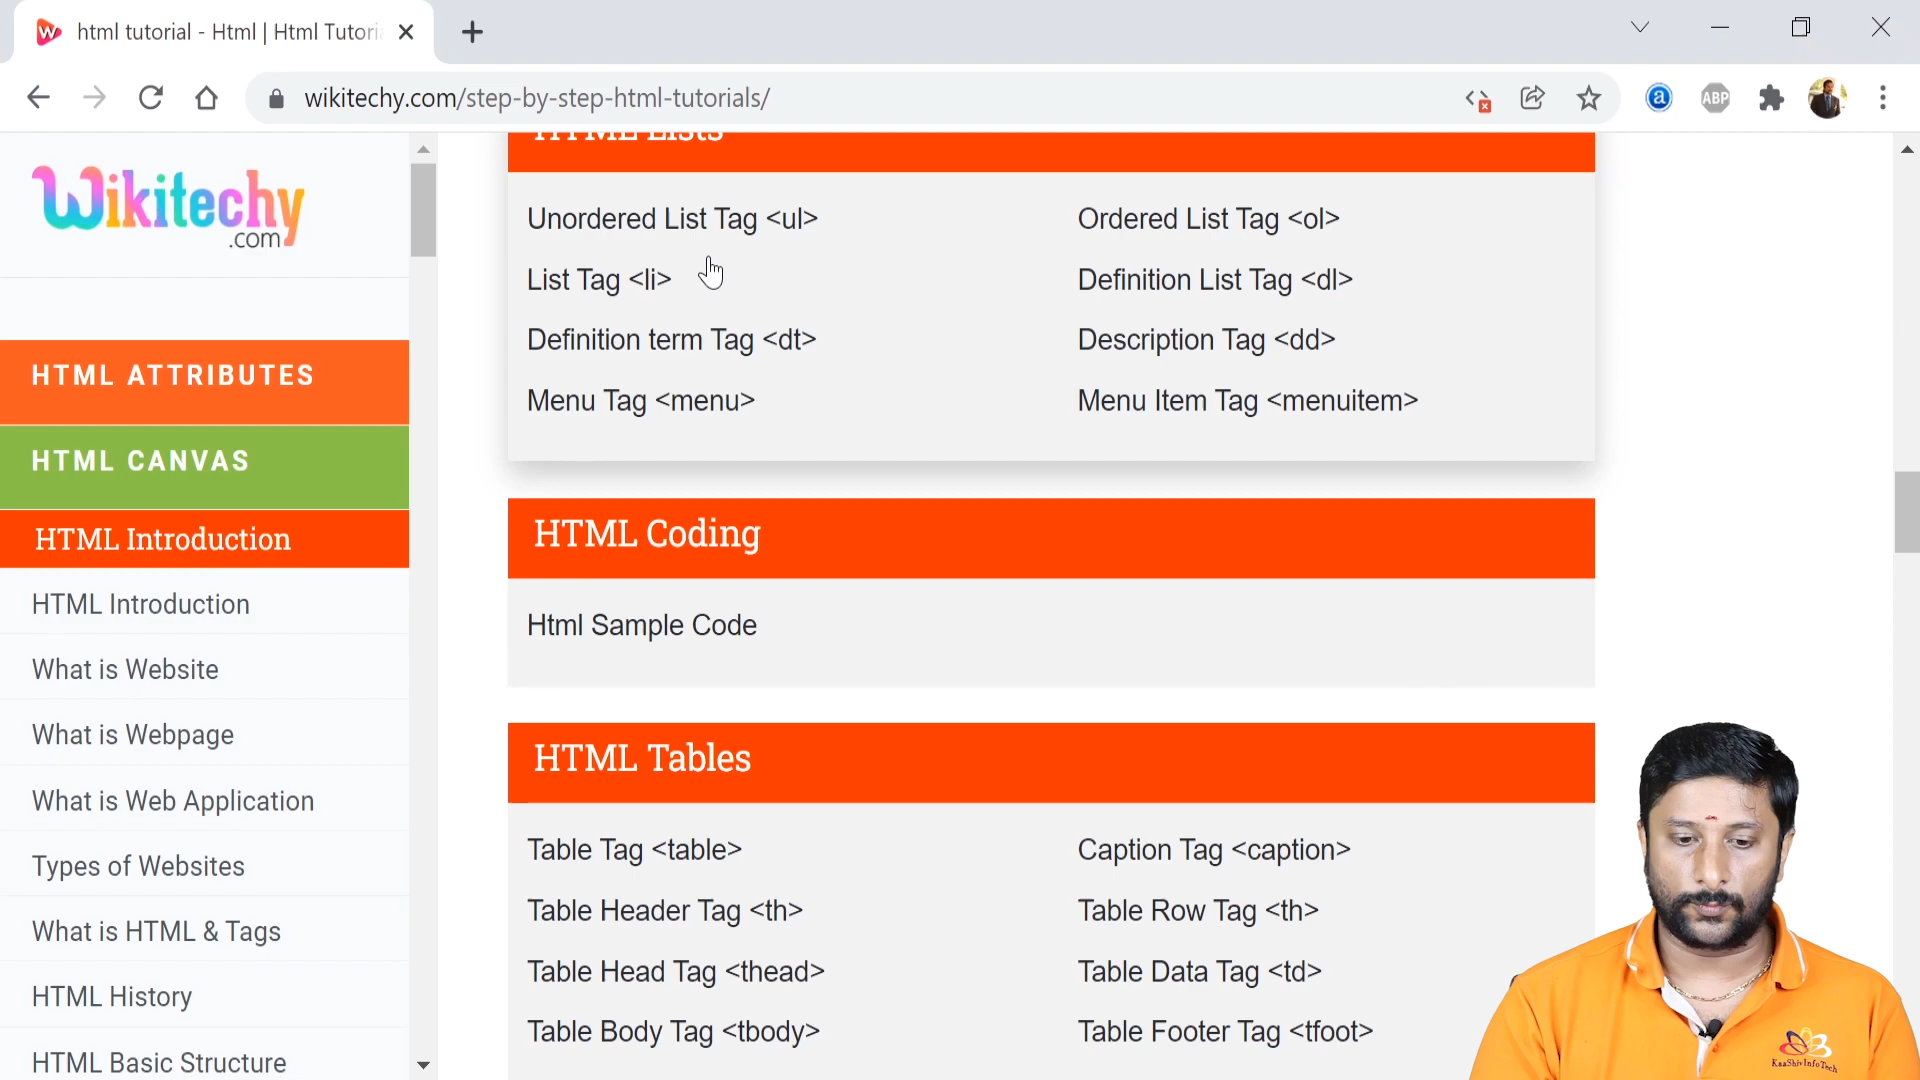 html tutorial - Html | Html Tutori
wikitechy.com/step-by-step-html-tutorials/
ABP
Wikitechy
.com
HTML ATTRIBUTES
HTML CANVAS
HTML Introduction
HTML Introduction
What is Website
What is Webpage
What is Web Application
Types of Websites
What is HTML & Tags
HTML History
HTML Basic Structure
HTML Lists
Unordered List Tag <ul>
Ordered List Tag <ol>
List Tag <li>
Definition List Tag <dl>
Definition term Tag <dt>
Description Tag <dd>
Menu Tag <menu>
Menu Item Tag <menuitem>
HTML Coding
Html Sample Code
HTML Tables
Table Tag <table>
Caption Tag <caption>
Table Header Tag <th>
Table Row Tag <th>
Table Head Tag <thead>
Table Data Tag <td>
Table Body Tag <tbody>
Table Footer Tag <tfoot>
KaaShivInfoTech